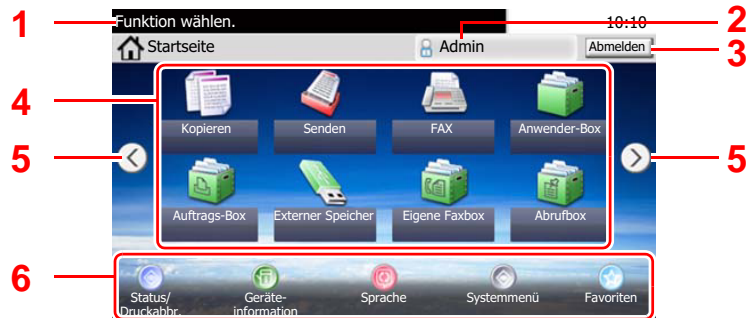 1 Funktion wählen. 10:10 2
Startseite Admin Abmelden 3
4
Kopieren Senden FAX Anwender-Box
5 5
Auftrags-Box Externer Speicher Eigene Faxbox Abrufbox
6
Status/ Geräte- Sprache Systemmenü Favoriten
Druckabbr. information